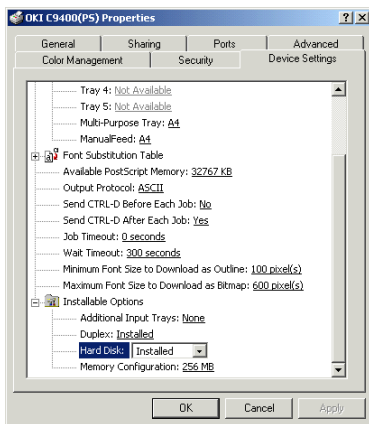 OKI C9400(PS) Properties
General Sharing Ports Advanced
Color Management Security Device Settings
Tray 4: Not Available
Tray 5: Not Available
Multi-Purpose Tray: A4
ManualFeed: A4
Font Substitution Table
Available PostScript Memory: 32767 KB
Output Protocol: ASCII
Send CTRL-D Before Each Job: No
Send CTRL-D After Each Job: Yes
Job Timeout: 0 seconds
Wait Timeout: 300 seconds
Minimum Font Size to Download as Outline: 100 pixel(s)
Maximum Font Size to Download as Bitmap: 600 pixel(s)
Installable Options
Additional Input Trays: None
Duplex: Installed
Hard Disk: Installed
Memory Configuration: 256 MB
OK Cancel Apply